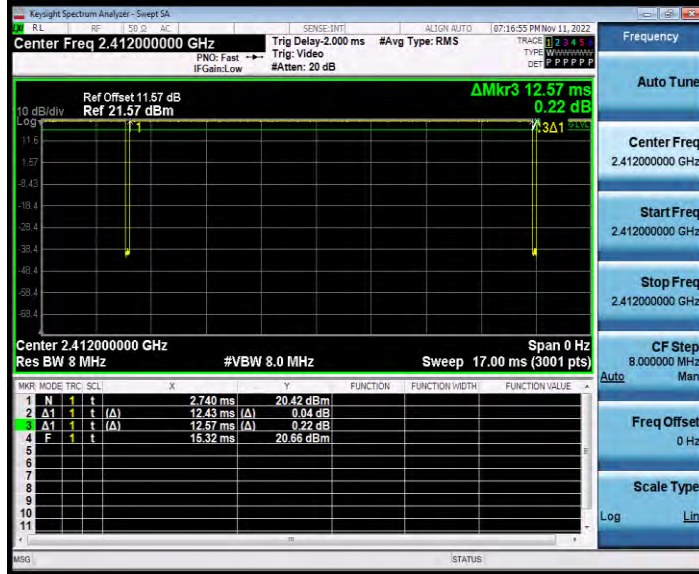 Keysight Spectrum Analyzer - Swept SA
RL RF 50 Ω AC SENSE:INT ALIGN AUTO 07:16:55 PM Nov 11, 2022
Center Freq 2.412000000 GHz
PNO: Fast
IFGain:Low
Trig Delay-2.000 ms
Trig: Video
#Atten: 20 dB
#Avg Type: RMS
TRACE 1 2 3 4 5 6
TYPE
DET P P P P P P
ΔMkr3 12.57 ms
0.22 dB
Ref Offset 11.57 dB
10 dB/div Ref 21.57 dBm
Log
1
3Δ1
11.6
1.57
-8.43
-18.4
-28.4
-38.4
-48.4
-58.4
-68.4
Center 2.412000000 GHz Span 0 Hz
Res BW 8 MHz #VBW 8.0 MHz Sweep 17.00 ms (3001 pts)
MKR MODE TRC SCL X Y FUNCTION FUNCTION WIDTH FUNCTION VALUE
1 N 1 t 2.740 ms 20.42 dBm
2 Δ1 1 t (Δ) 12.43 ms (Δ) 0.04 dB
3 Δ1 1 t (Δ) 12.57 ms (Δ) 0.22 dB
4 F 1 t 15.32 ms 20.66 dBm
5
6
7
8
9
10
11
MSG STATUS
Frequency
Auto Tune
Center Freq
2.412000000 GHz
Start Freq
2.412000000 GHz
Stop Freq
2.412000000 GHz
CF Step
8.000000 MHz
Auto Man
Freq Offset
0 Hz
Scale Type
Log Lin